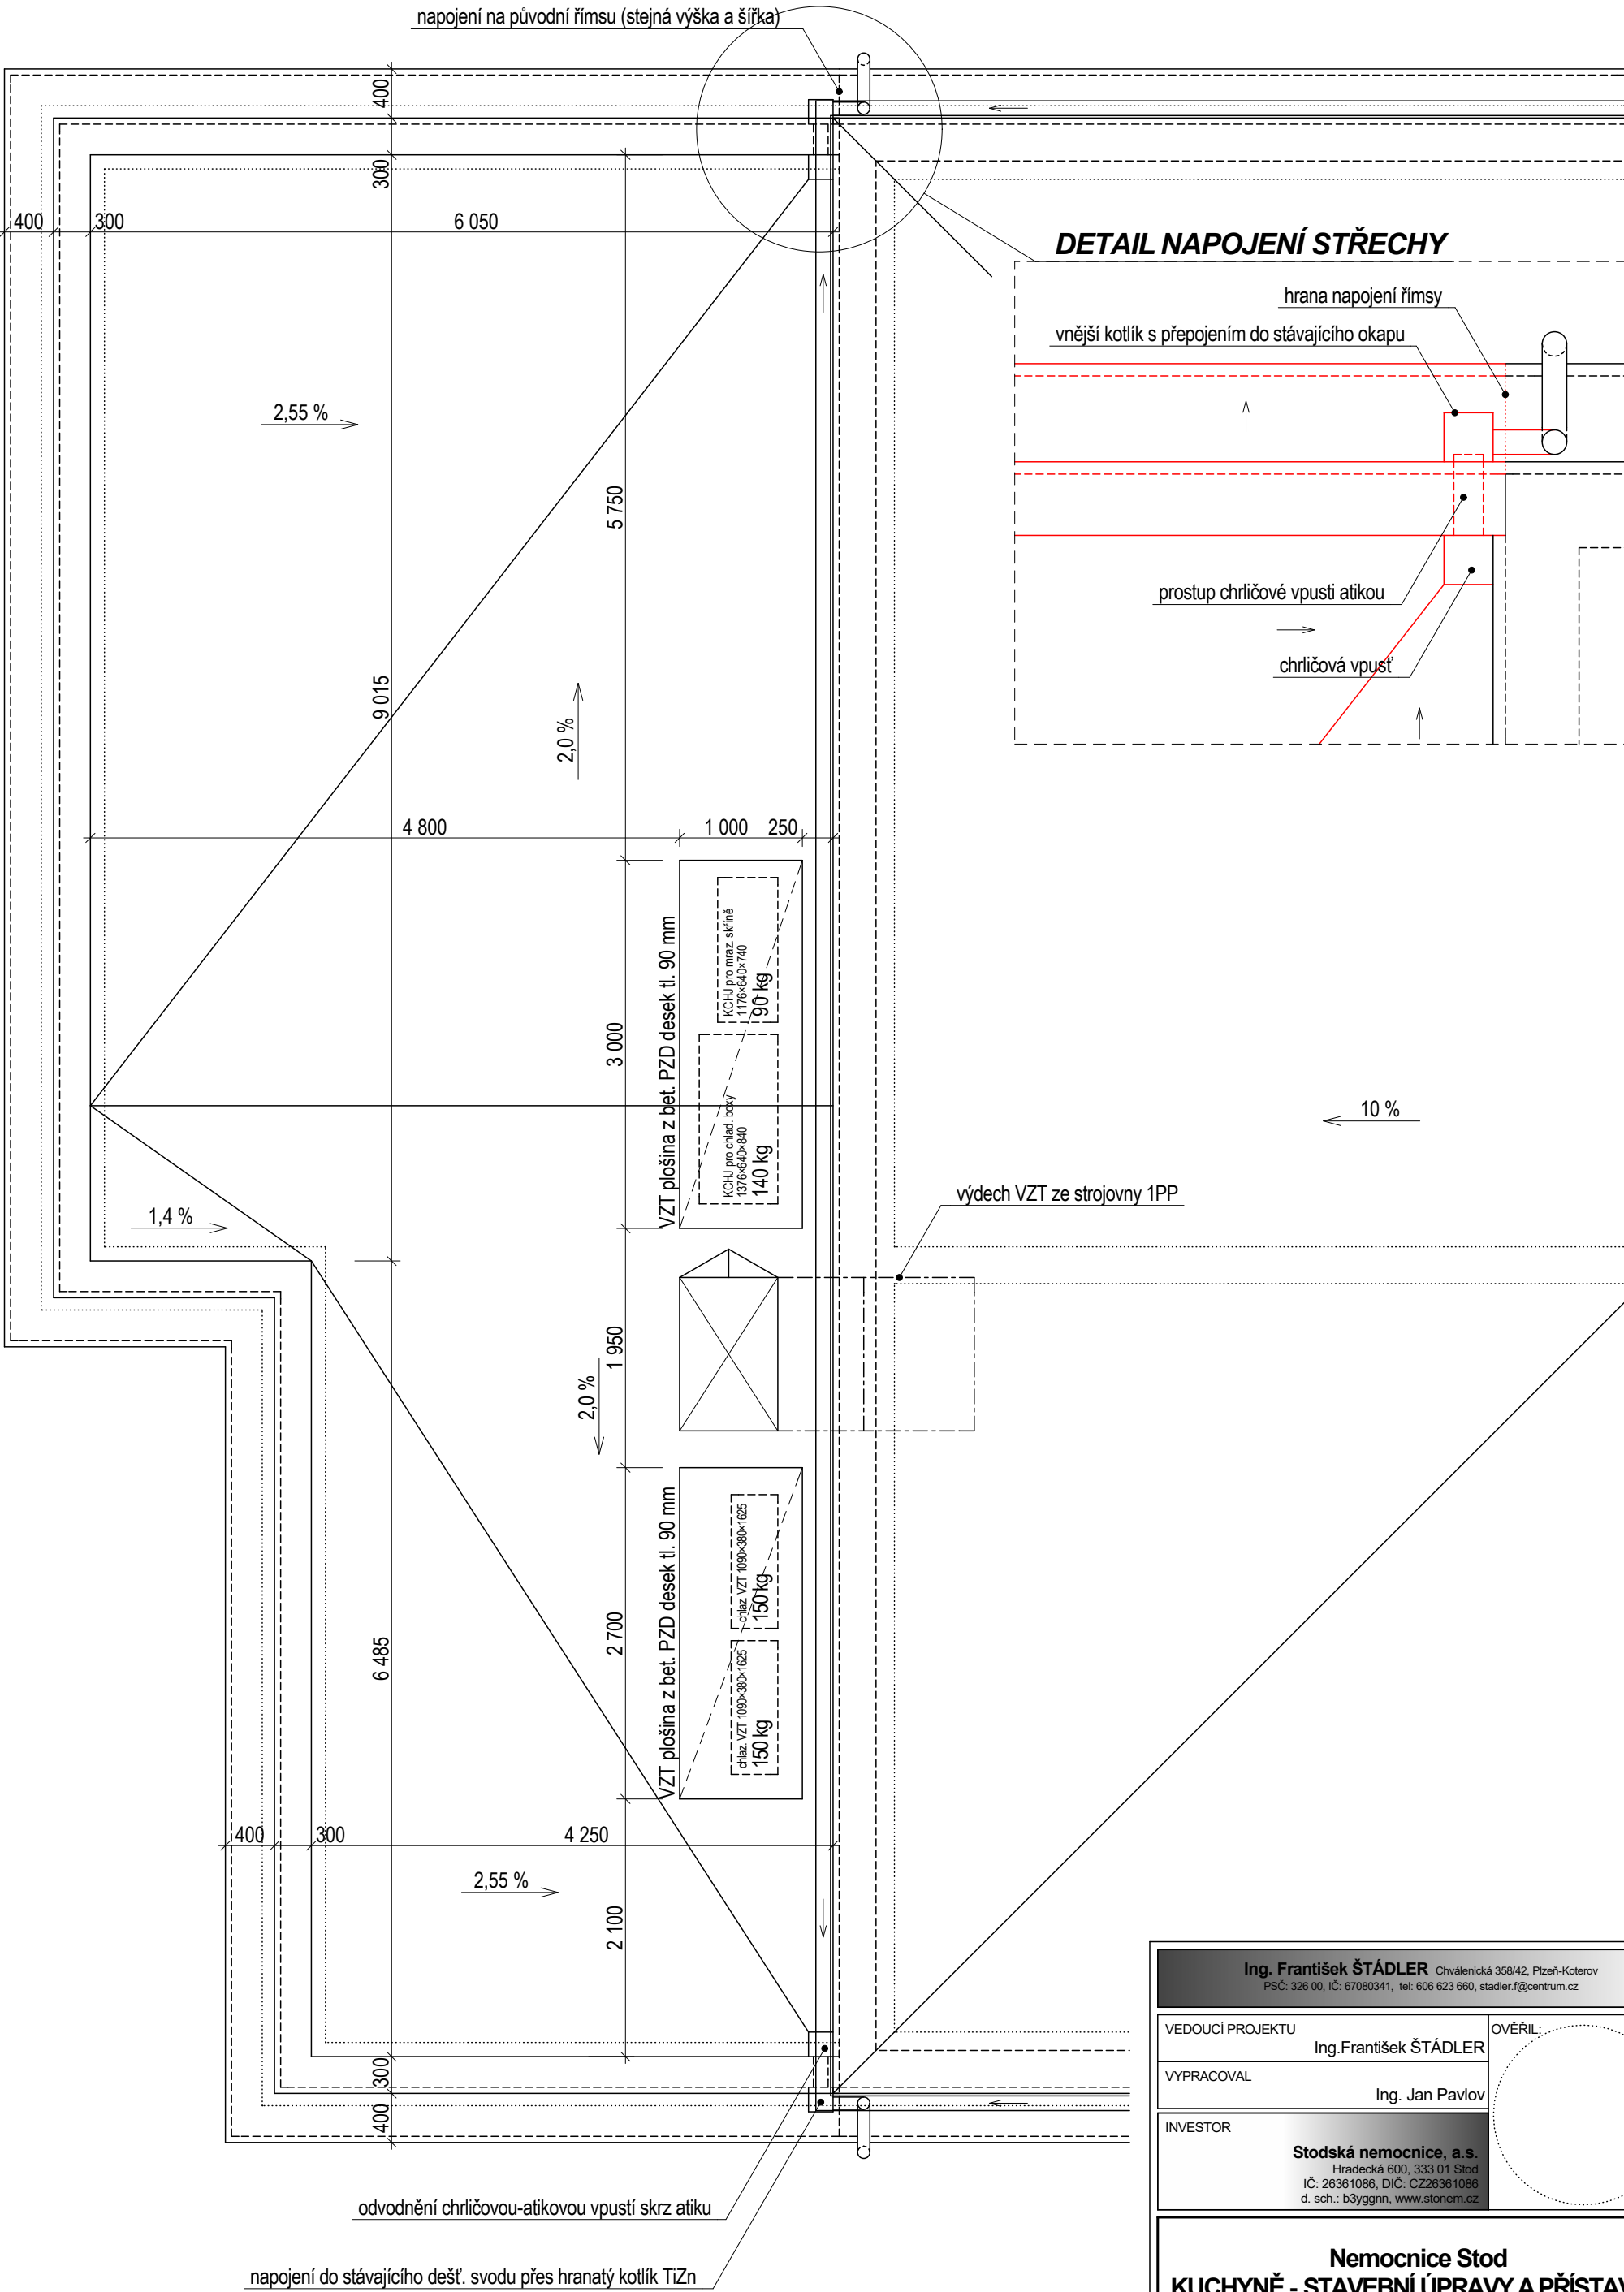 napojení na původní římsu (stejná výška a šířka)
400
300
400
300
6 050
DETAIL NAPOJENÍ STŘECHY
hrana napojení římsy
vnější kotlík s přepojením do stávajícího okapu
2,55 %
5 750
prostup chrličové vpusti atikou
chrličová vpusť
9 015
2,0 %
4 800
1 000
250
VZT plošina z bet. PZD desek tl. 90 mm
KCHJ pro mraz. skříně
1176×640×740
90 kg
3 000
KCHJ pro chlad. boxy
1376×640×840
140 kg
10 %
výdech VZT ze strojovny 1PP
1,4 %
1 950
2,0 %
VZT plošina z bet. PZD desek tl. 90 mm
chlaz. VZT 1090×380×1625
150 kg
2 700
6 485
chlaz. VZT 1090×380×1625
150 kg
400
300
4 250
2,55 %
2 100
300
400
odvodnění chrličovou-atikovou vpustí skrz atiku
napojení do stávajícího dešť. svodu přes hranatý kotlík TiZn
Ing. František ŠTÁDLER Chválenická 358/42, Plzeň-Koterov
PSČ: 326 00, IČ: 67080341, tel: 606 623 660, stadler.f@centrum.cz
VEDOUCÍ PROJEKTU
Ing.František ŠTÁDLER
OVĚŘIL:
VYPRACOVAL
Ing. Jan Pavlov
INVESTOR
Stodská nemocnice, a.s.
Hradecká 600, 333 01 Stod
IČ: 26361086, DIČ: CZ26361086
d. sch.: b3yggnn, www.stonem.cz
Nemocnice Stod
KUCHYNĚ - STAVEBNÍ ÚPRAVY A PŘÍSTAV